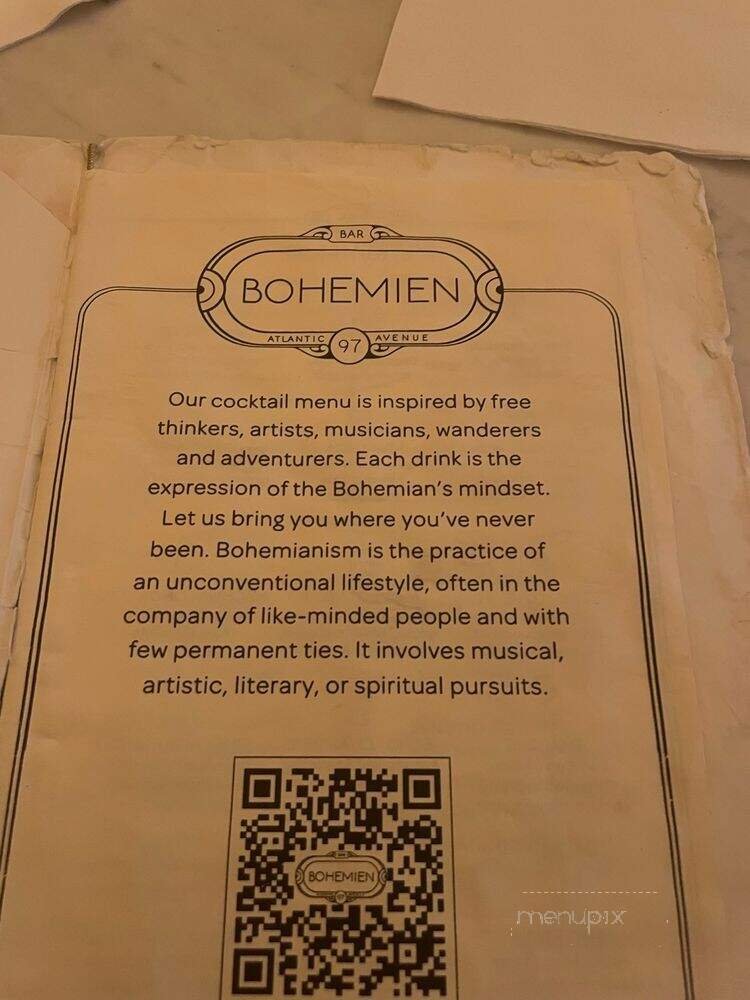 BAR
BOHEMIEN
ATLANTIC 97 AVENUE
Our cocktail menu is inspired by free
thinkers, artists, musicians, wanderers
and adventurers. Each drink is the
expression of the Bohemian's mindset.
Let us bring you where you've never
been. Bohemianism is the practice of
an unconventional lifestyle, often in the
company of like-minded people and with
few permanent ties. It involves musical,
artistic, literary, or spiritual pursuits.
BOHEMIEN
menupix